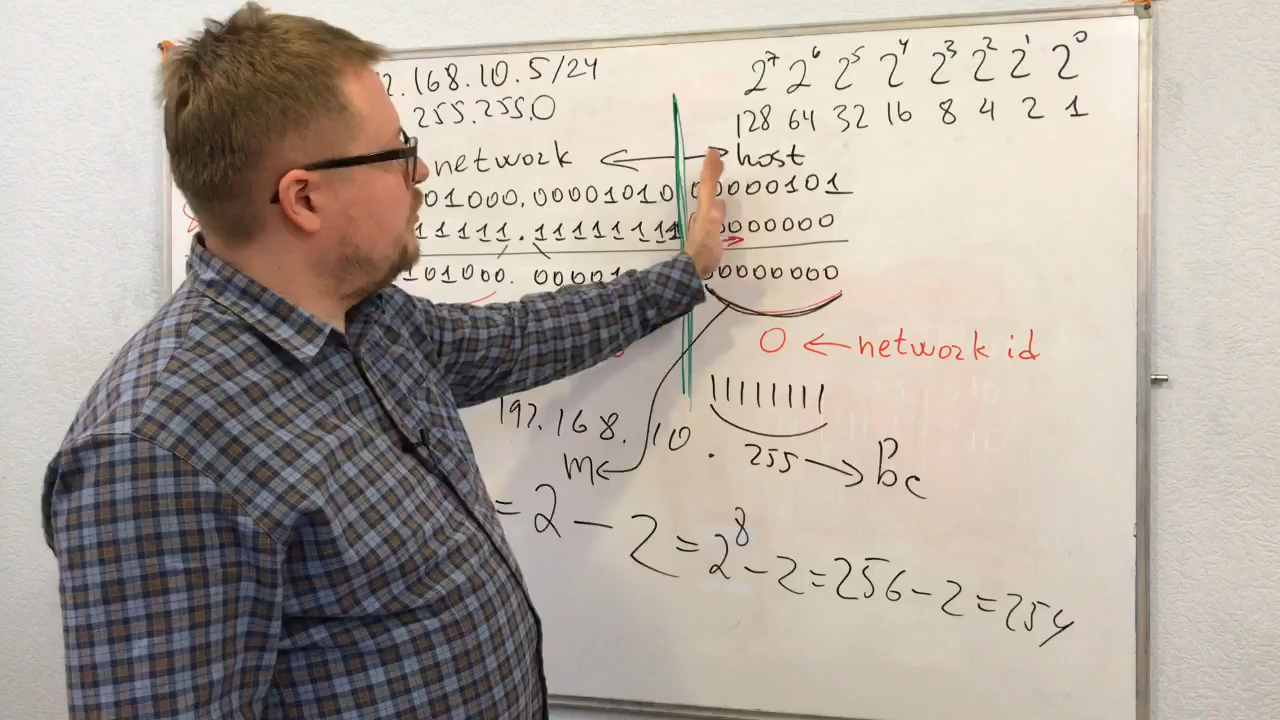 2.168.10.5/24
255.255.0
2⁷ 2⁶ 2⁵ 2⁴ 2³ 2² 2¹ 2⁰
128 64 32 16 8 4 2 1
network ← → host
01000.00001010 00000101
11111.11111111 0000000
101000. 00001 00000000
0 ← network id
11111111
192.168.10.255 → Bc
m
= 2 - 2 = 2⁸ - 2 = 256 - 2 = 254